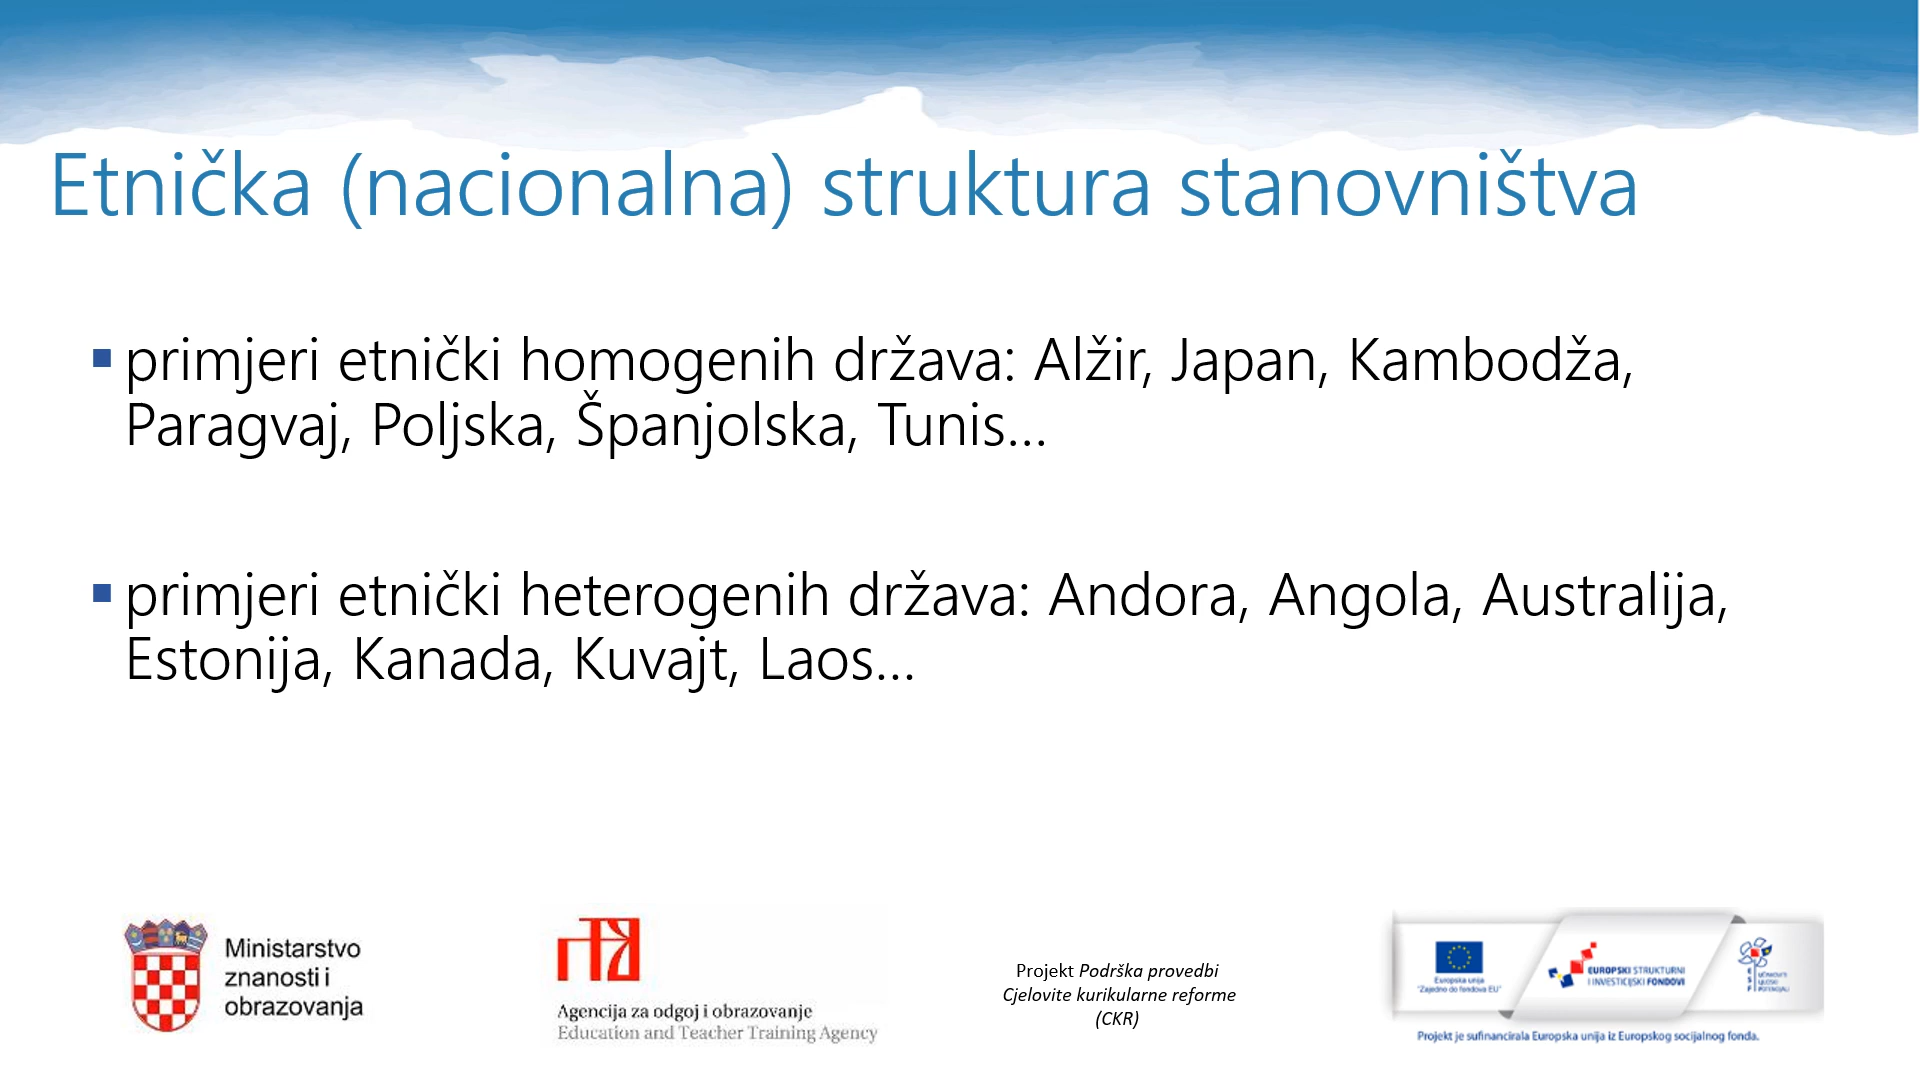 Etnička (nacionalna) struktura stanovništva
primjeri etnički homogenih država: Alžir, Japan, Kambodža,
Paragvaj, Poljska, Španjolska, Tunis...
primjeri etnički heterogenih država: Andora, Angola, Australija,
Estonija, Kanada, Kuvajt, Laos...
Ministarstvo
znanosti i
obrazovanja
Agencija za odgoj i obrazovanje
Education and Teacher Training Agency
Projekt Podrška provedbi
Cjelovite kurikularne reforme
(CKR)
Europska unija
"Zajedno do fondova EU"
EUROPSKI STRUKTURNI
I INVESTICIJSKI FONDOVI
Projekt je sufinancirala Europska unija iz Europskog socijalnog fonda.